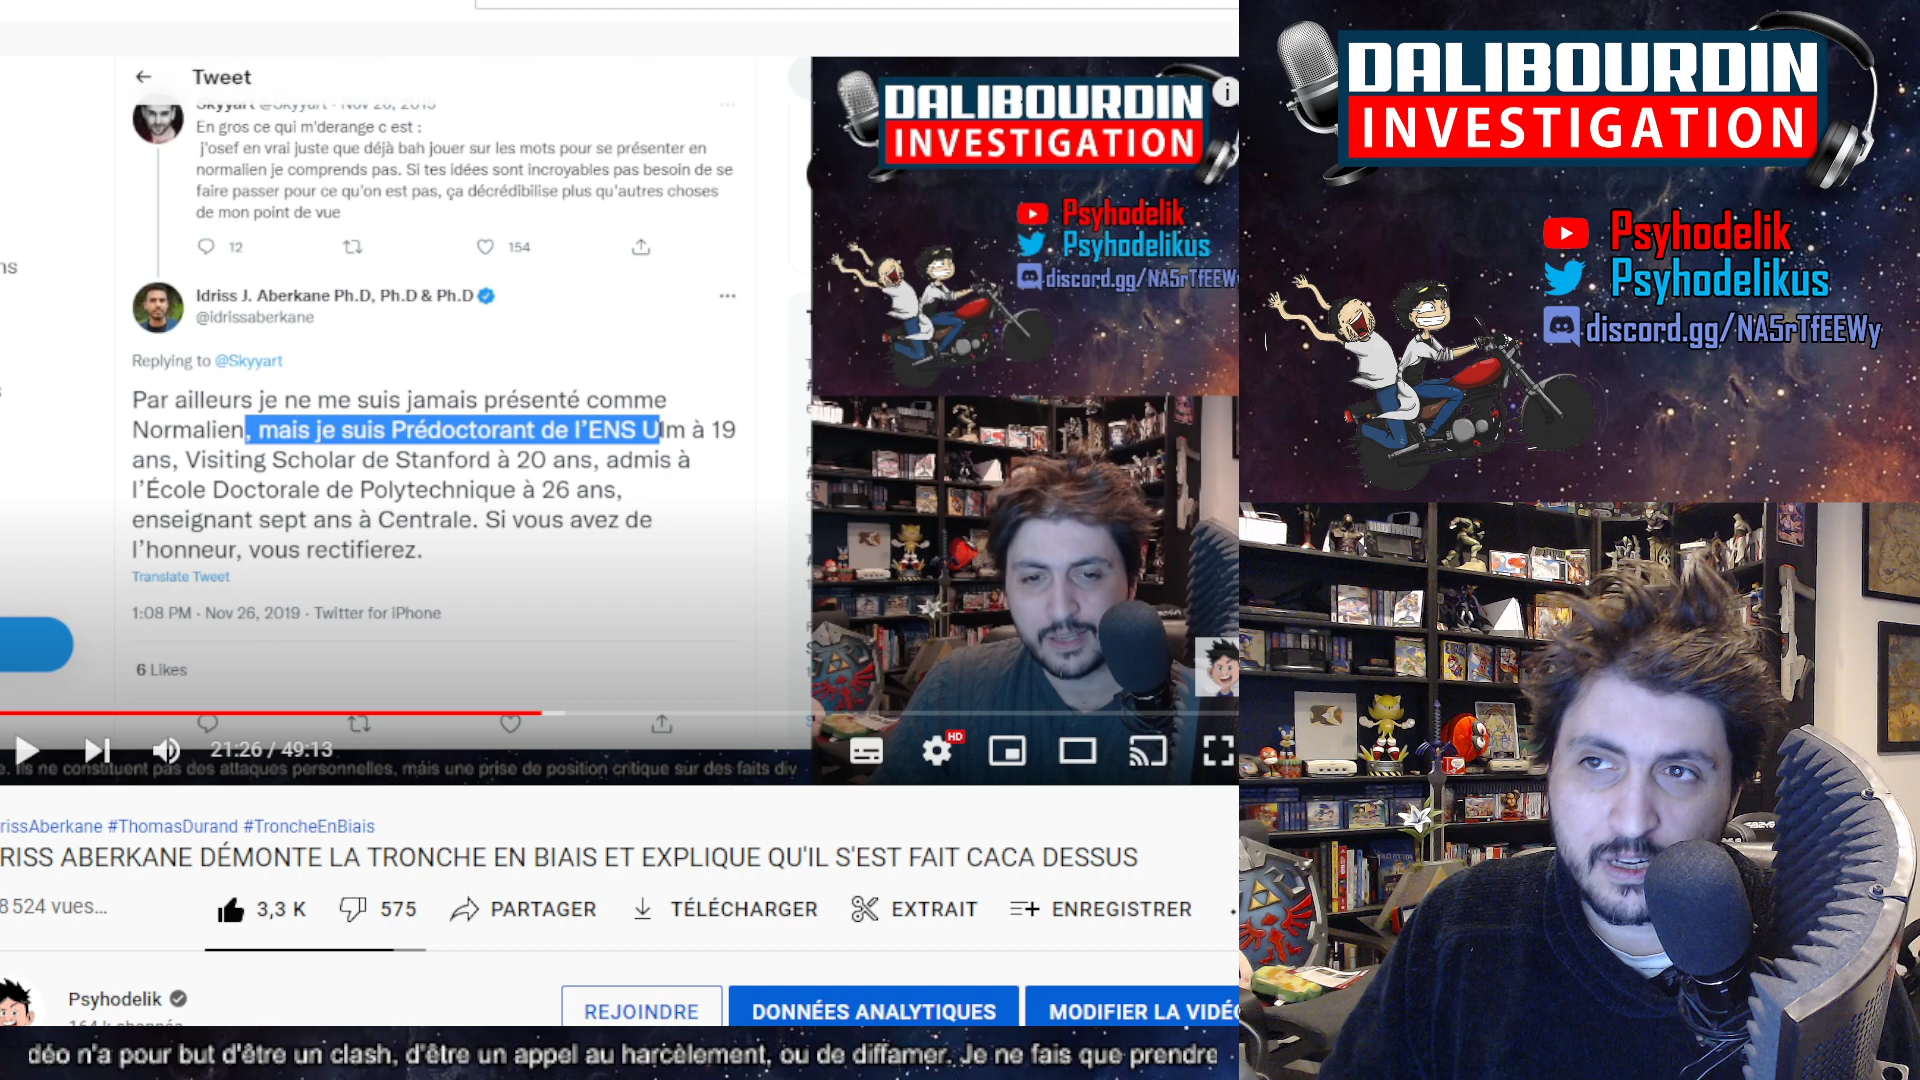 Tweet
Skyyart @Skyyart · Nov 26, 2019
En gros ce qui m'derange c est :
j'osef en vrai juste que déjà bah jouer sur les mots pour se présenter en
normalien je comprends pas. Si tes idées sont incroyables pas besoin de se
faire passer pour ce qu'on est pas, ça décrédibilise plus qu'autres choses
de mon point de vue
12
154
ns
Idriss J. Aberkane Ph.D, Ph.D & Ph.D
@idrissaberkane
Replying to @Skyyart
Par ailleurs je ne me suis jamais présenté comme
Normalien, mais je suis Prédoctorant de l'ENS Ulm à 19
ans, Visiting Scholar de Stanford à 20 ans, admis à
l'École Doctorale de Polytechnique à 26 ans,
enseignant sept ans à Centrale. Si vous avez de
l'honneur, vous rectifierez.
Translate Tweet
1:08 PM · Nov 26, 2019 · Twitter for iPhone
6 Likes
21:26 / 49:13
HD
e. Ils ne constituent pas des attaques personnelles, mais une prise de position critique sur des faits div
DALIBOURDIN
INVESTIGATION
Psyhodelik
Psyhodelikus
discord.gg/NA5rTfEEWy
rissAberkane #ThomasDurand #TroncheEnBiais
RISS ABERKANE DÉMONTE LA TRONCHE EN BIAIS ET EXPLIQUE QU'IL S'EST FAIT CACA DESSUS
8 524 vues...
3,3 K
575
PARTAGER
TÉLÉCHARGER
EXTRAIT
ENREGISTRER
Psyhodelik
REJOINDRE
DONNÉES ANALYTIQUES
MODIFIER LA VIDÉO
déo n'a pour but d'être un clash, d'être un appel au harcèlement, ou de diffamer. Je ne fais que prendre
DALIBOURDIN
INVESTIGATION
Psyhodelik
Psyhodelikus
discord.gg/NA5rTfEEWy